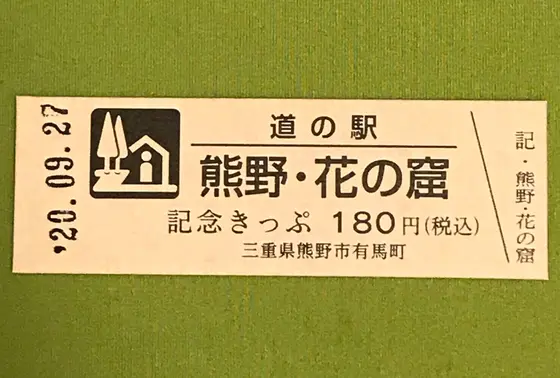 '20.09.27
道の駅
熊野・花の窟
記念きっぷ 180円(税込)
三重県熊野市有馬町
記・熊野・花の窟